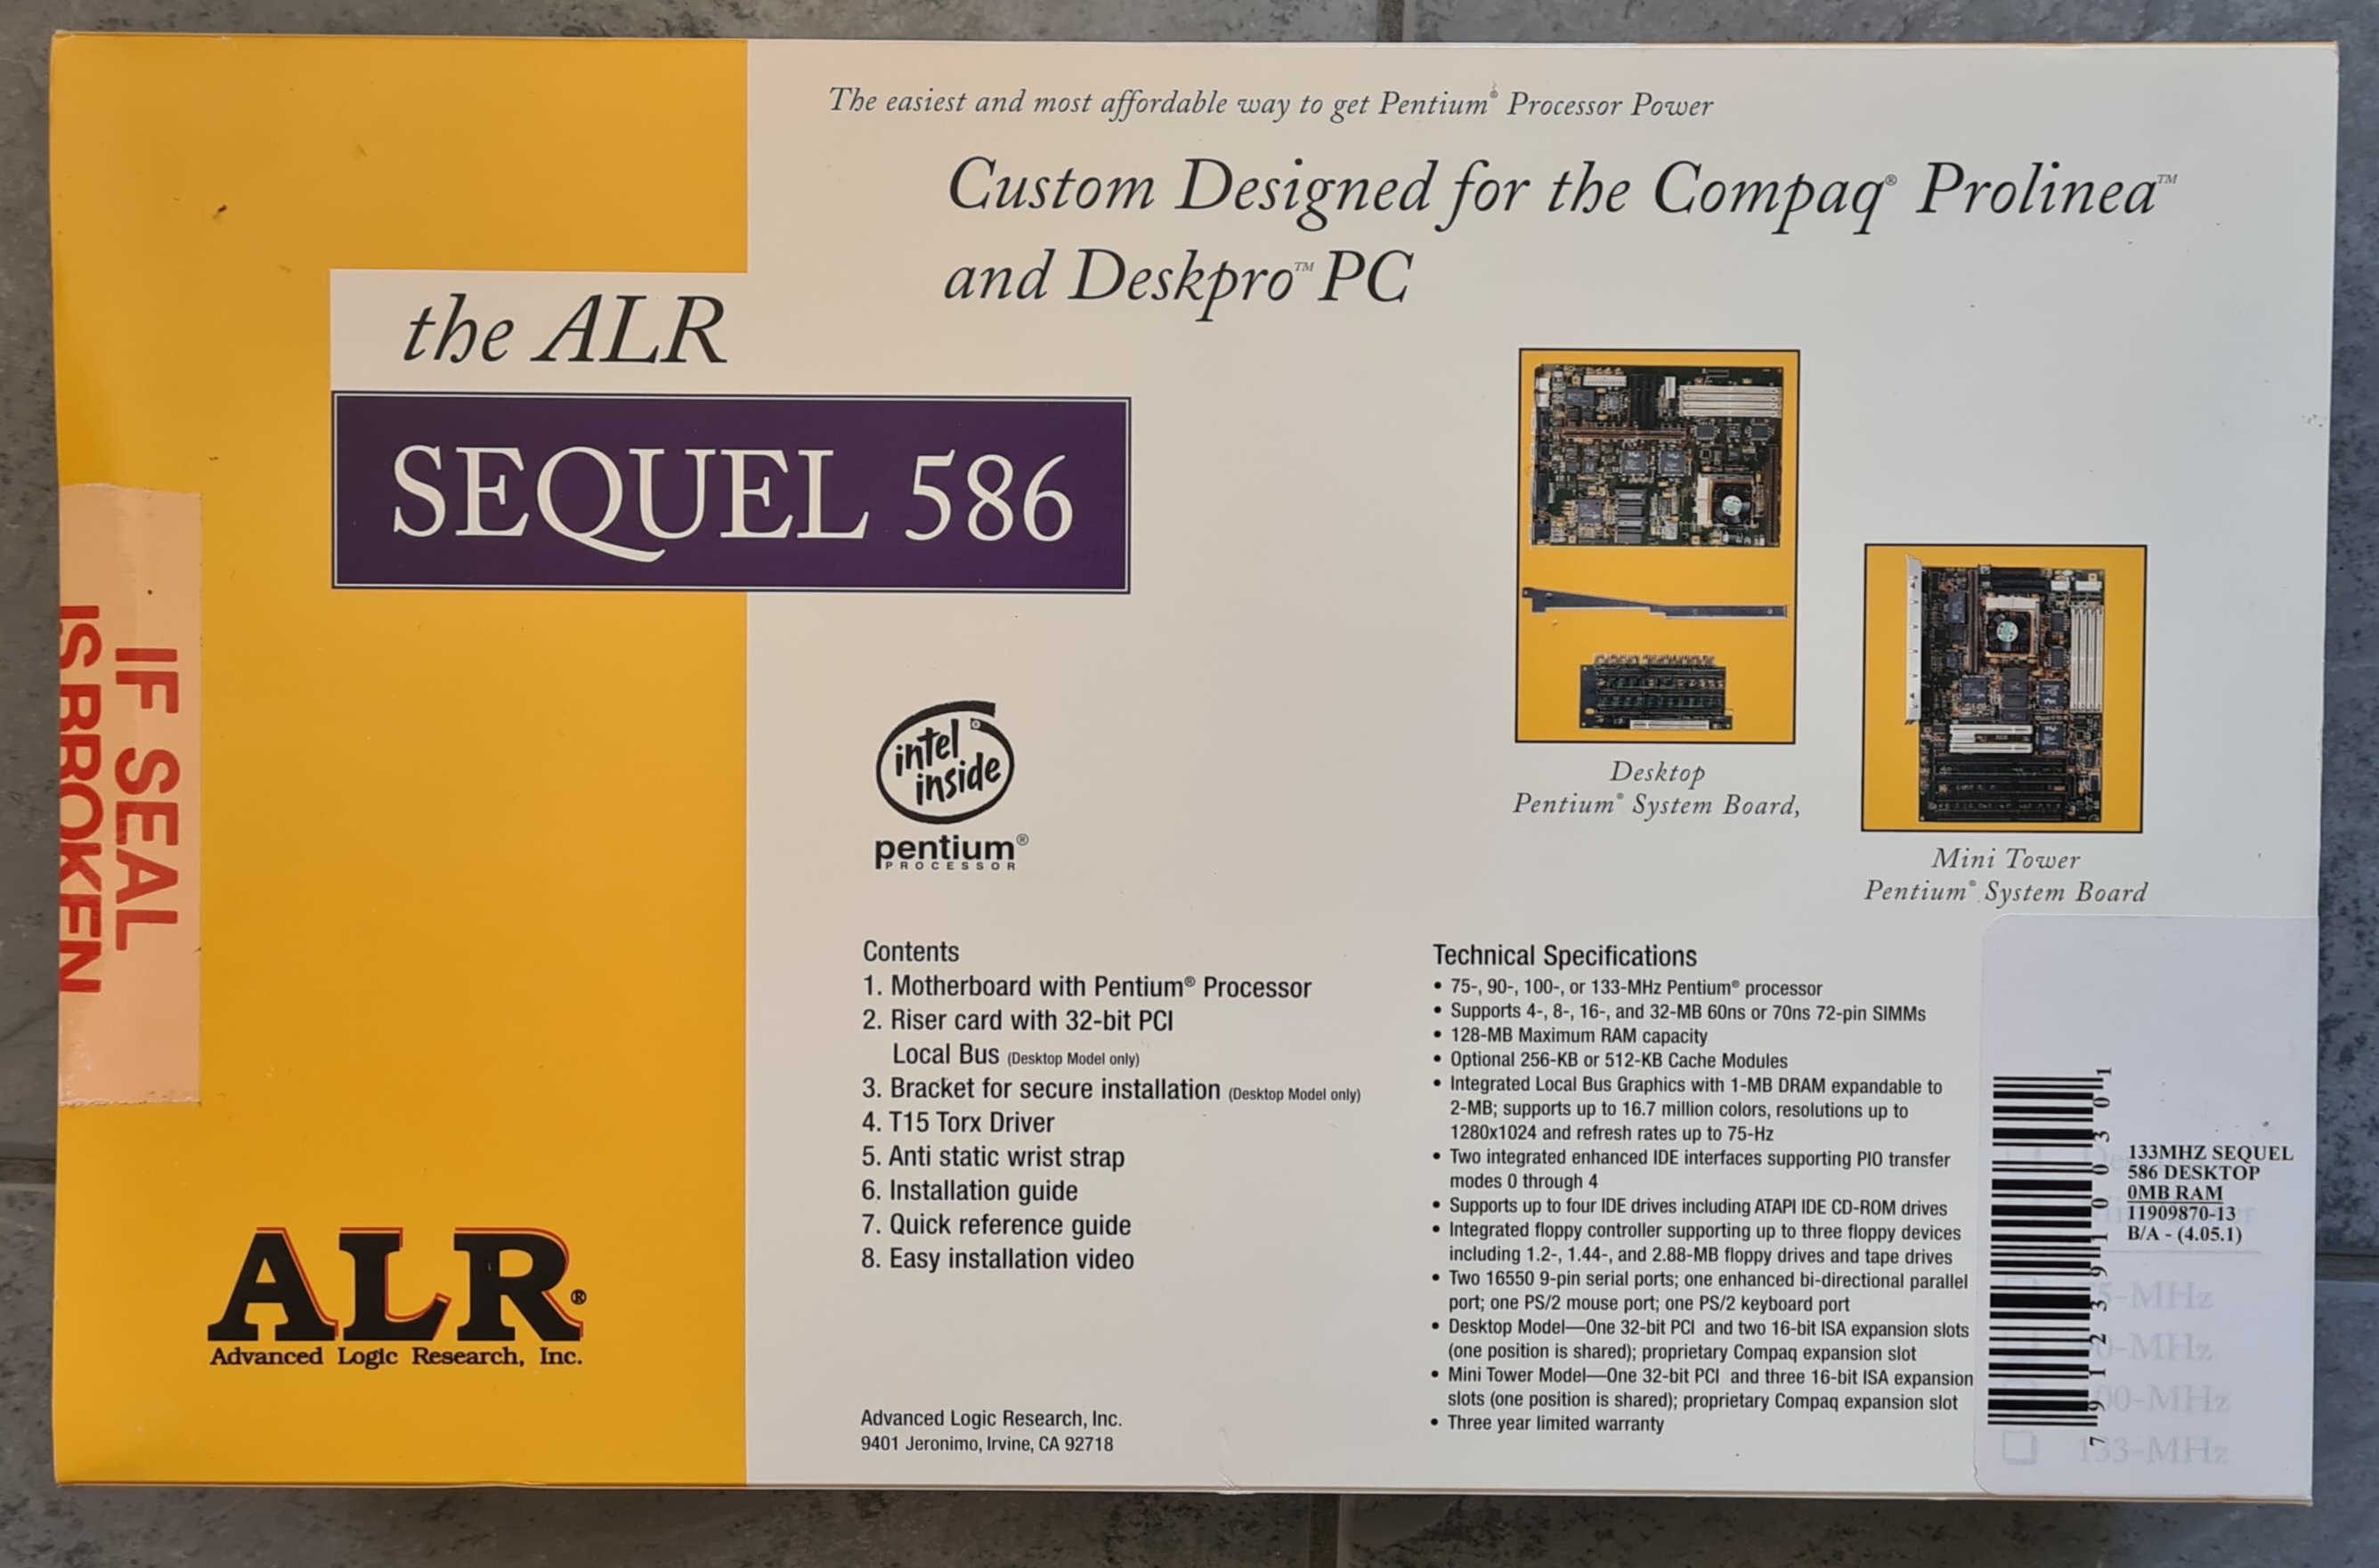 The easiest and most affordable way to get Pentium® Processor Power
Custom Designed for the Compaq® Prolinea™
and Deskpro™ PC
the ALR
SEQUEL 586
IF SEAL
IS BROKEN
intel®
inside
pentium®
PROCESSOR
Desktop
Pentium® System Board,
Mini Tower
Pentium® System Board
Contents
1. Motherboard with Pentium® Processor
2. Riser card with 32-bit PCI
Local Bus (Desktop Model only)
3. Bracket for secure installation (Desktop Model only)
4. T15 Torx Driver
5. Anti static wrist strap
6. Installation guide
7. Quick reference guide
8. Easy installation video
Advanced Logic Research, Inc.
9401 Jeronimo, Irvine, CA 92718
Technical Specifications
• 75-, 90-, 100-, or 133-MHz Pentium® processor
• Supports 4-, 8-, 16-, and 32-MB 60ns or 70ns 72-pin SIMMs
• 128-MB Maximum RAM capacity
• Optional 256-KB or 512-KB Cache Modules
• Integrated Local Bus Graphics with 1-MB DRAM expandable to
2-MB; supports up to 16.7 million colors, resolutions up to
1280x1024 and refresh rates up to 75-Hz
• Two integrated enhanced IDE interfaces supporting PIO transfer
modes 0 through 4
• Supports up to four IDE drives including ATAPI IDE CD-ROM drives
• Integrated floppy controller supporting up to three floppy devices
including 1.2-, 1.44-, and 2.88-MB floppy drives and tape drives
• Two 16550 9-pin serial ports; one enhanced bi-directional parallel
port; one PS/2 mouse port; one PS/2 keyboard port
• Desktop Model—One 32-bit PCI and two 16-bit ISA expansion slots
(one position is shared); proprietary Compaq expansion slot
• Mini Tower Model—One 32-bit PCI and three 16-bit ISA expansion
slots (one position is shared); proprietary Compaq expansion slot
• Three year limited warranty
ALR®
Advanced Logic Research, Inc.
7 91239 10030 1
133MHZ SEQUEL
586 DESKTOP
0MB RAM
11909870-13
B/A - (4.05.1)
5-MHz
0-MHz
00-MHz
133-MHz